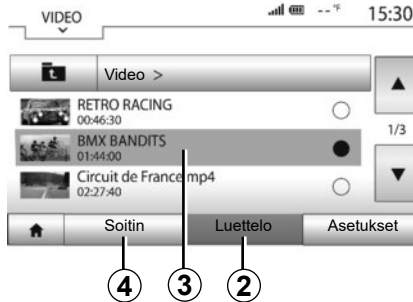 VIDEO --°F 15:30
Video >
RETRO RACING
00:46:30
BMX BANDITS
01:44:00
1/3
Circuit de France mp4
02:27:40
Soitin Luettelo Asetukset
4 3 2